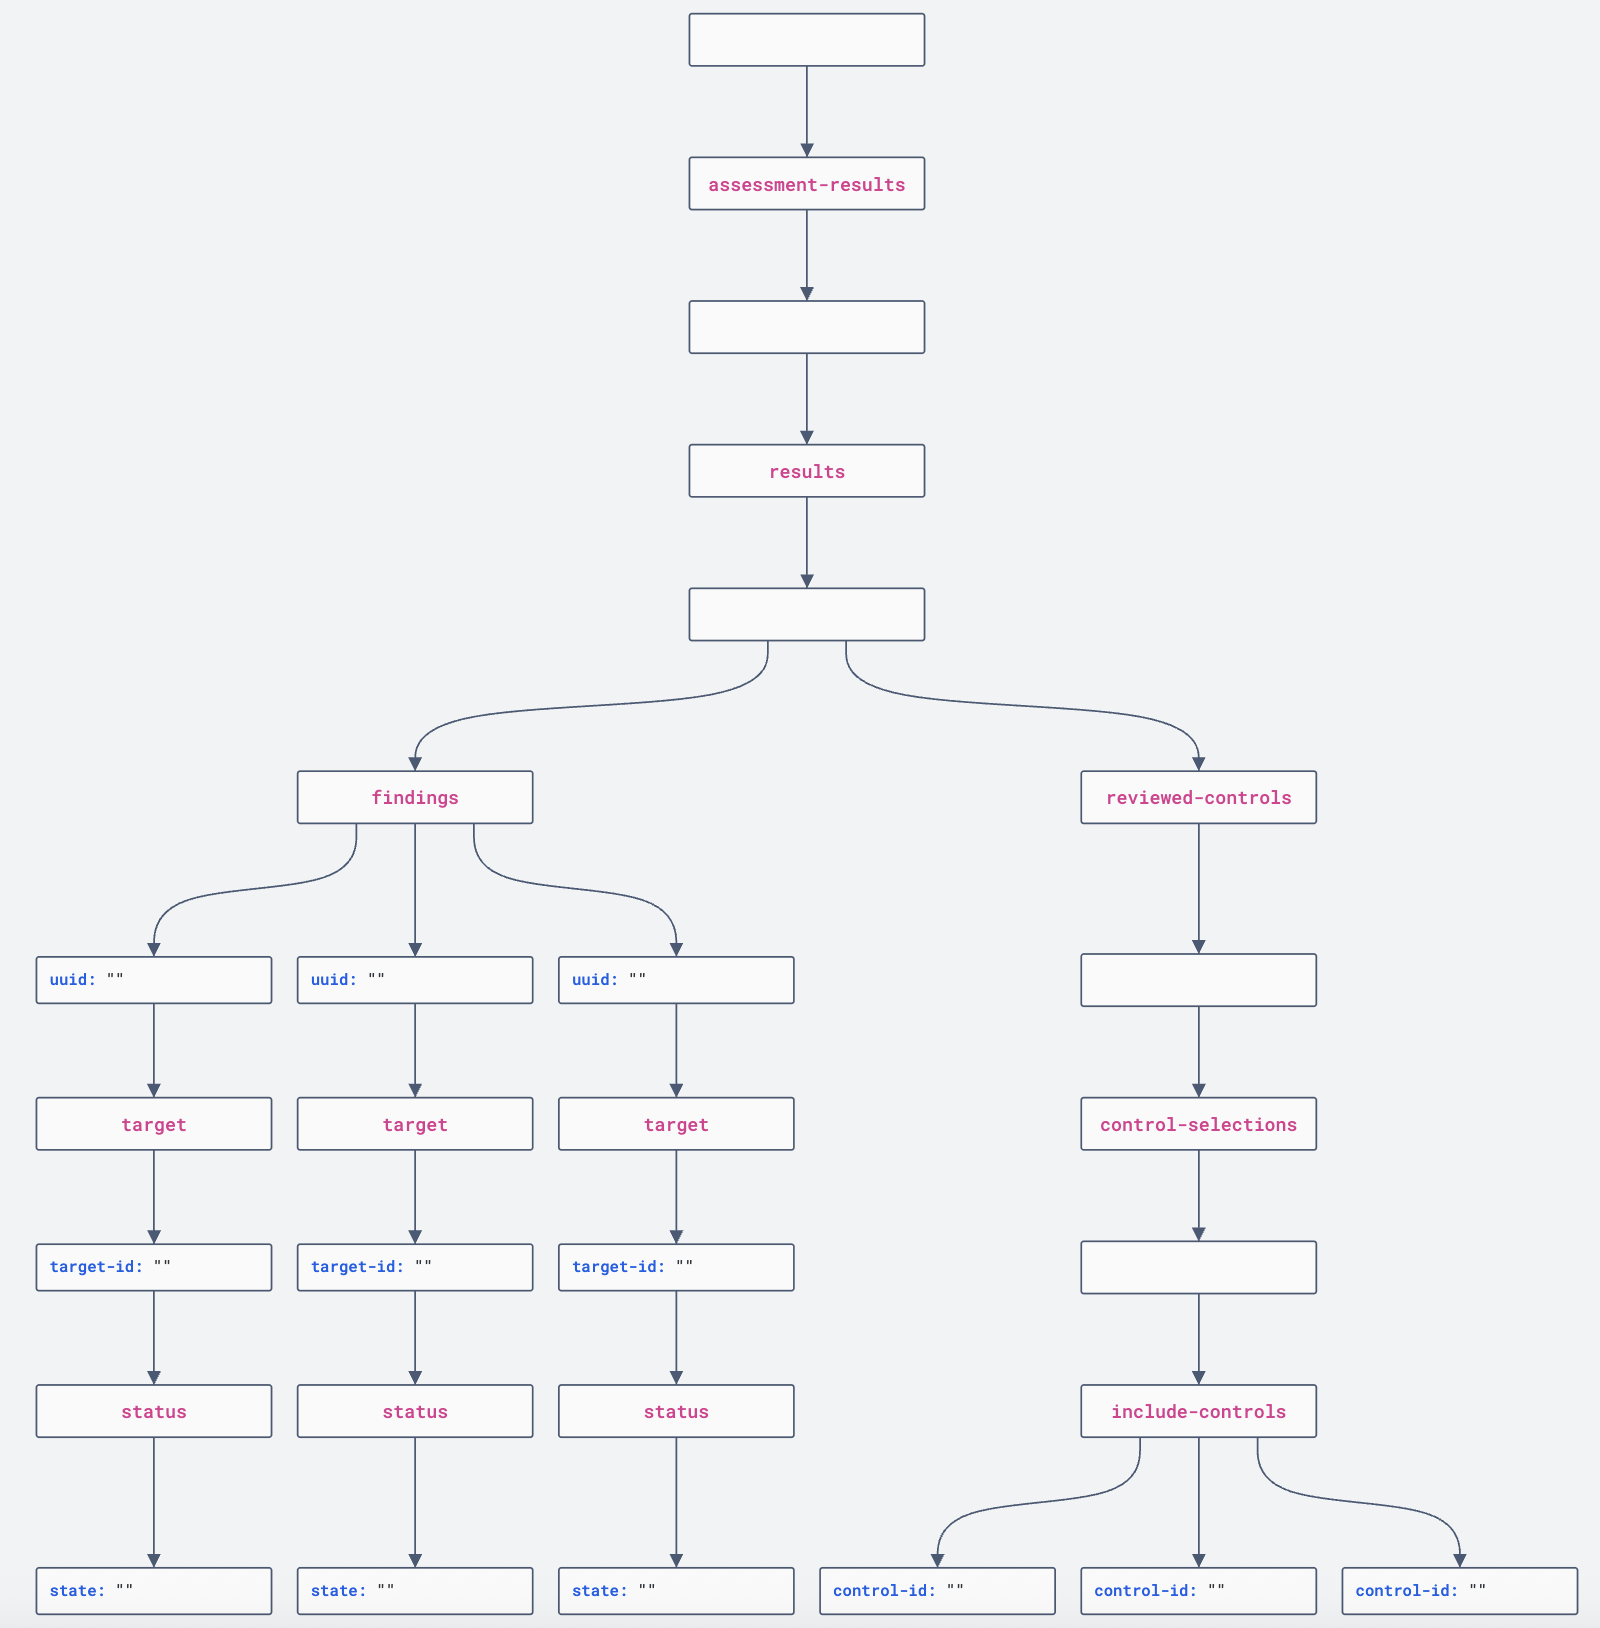 assessment-results
results
findings
reviewed-controls
uuid: ""
uuid: ""
uuid: ""
target
target
target
control-selections
target-id: ""
target-id: ""
target-id: ""
status
status
status
include-controls
state: ""
state: ""
state: ""
control-id: ""
control-id: ""
control-id: ""